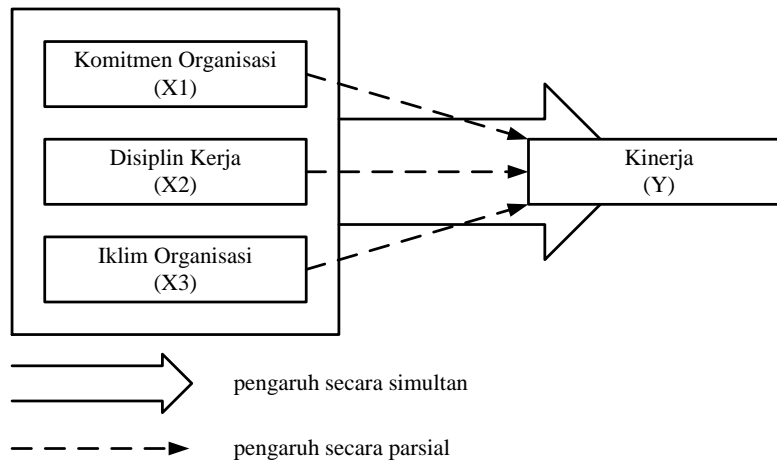 Komitmen Organisasi
(X1)
Disiplin Kerja
(X2)
Iklim Organisasi
(X3)
Kinerja
(Y)
pengaruh secara simultan
pengaruh secara parsial